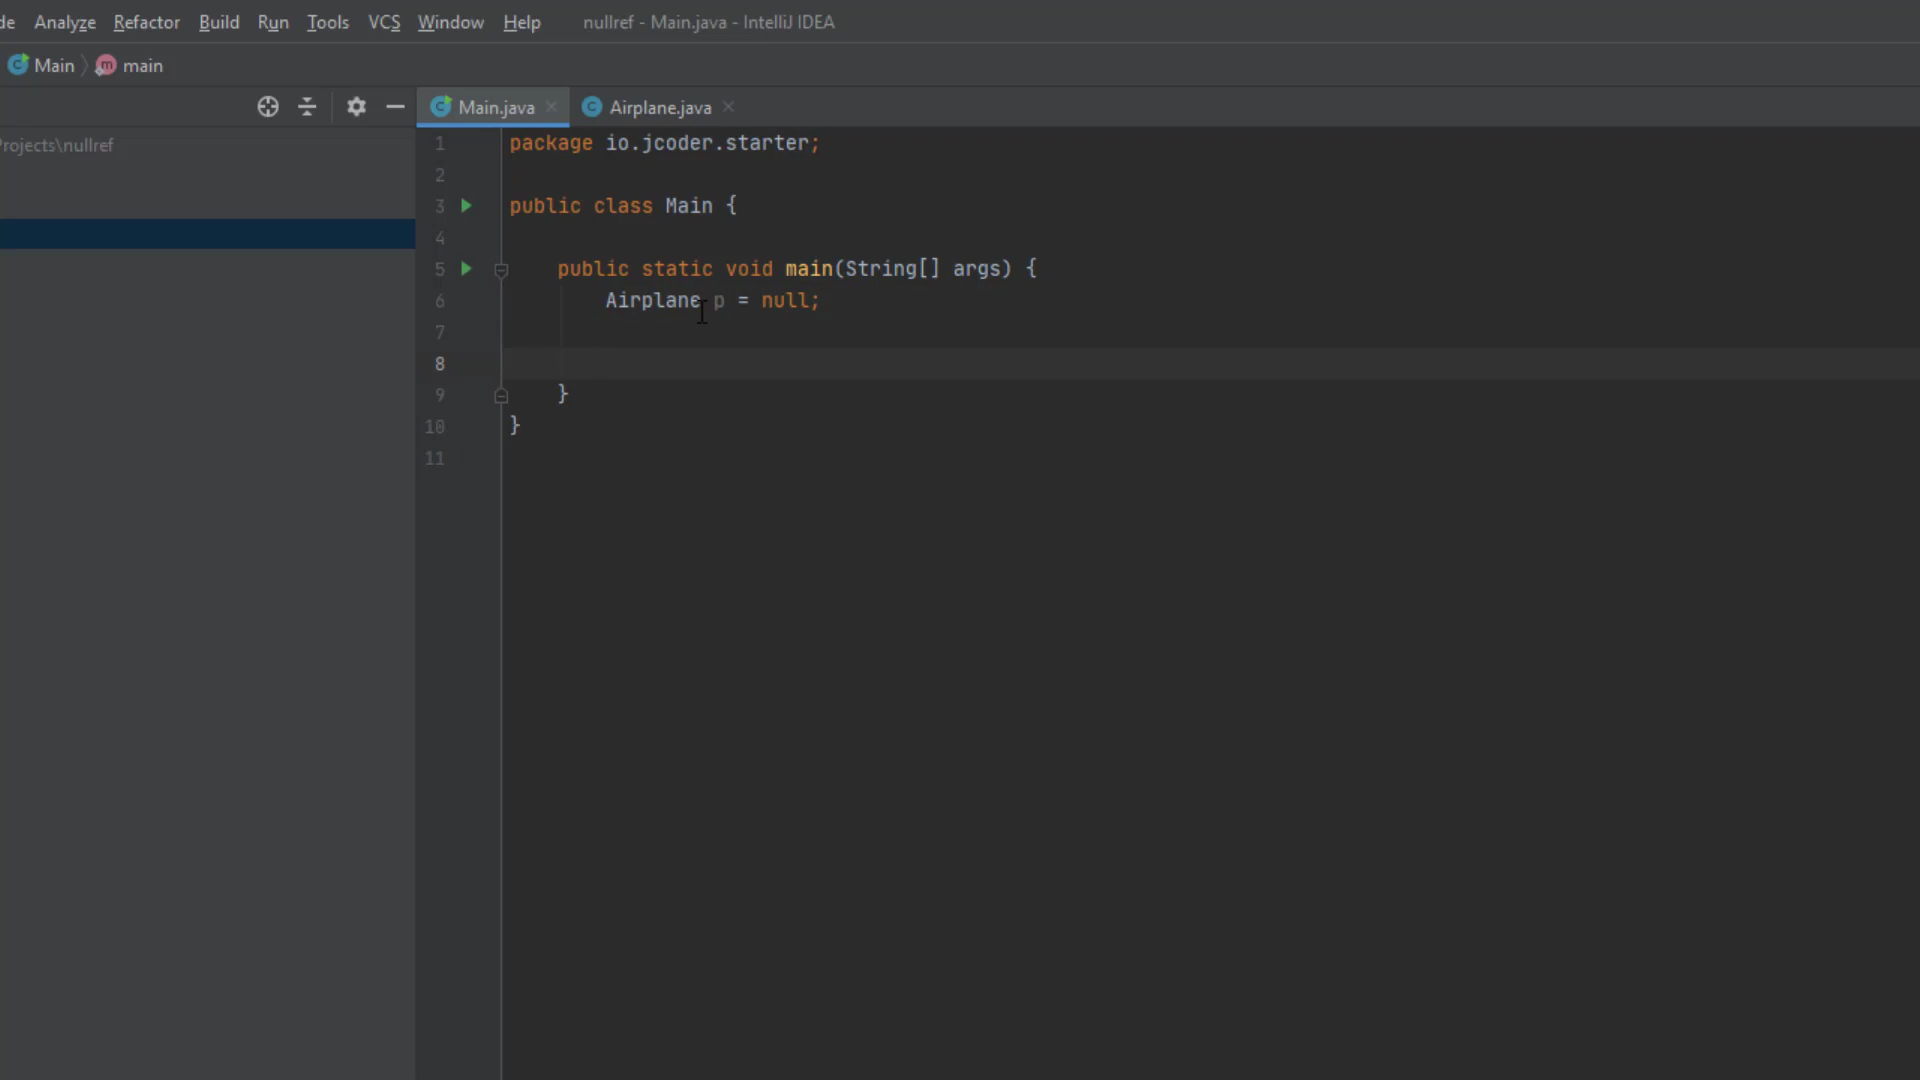 de Analyze Refactor Build Run Tools VCS Window Help nullref - Main.java - IntelliJ IDEA
Main main
Main.java Airplane.java
Projects\nullref
1 package io.jcoder.starter;
2
3 public class Main {
4
5 public static void main(String[] args) {
6 Airplane p = null;
7
8
9 }
10 }
11